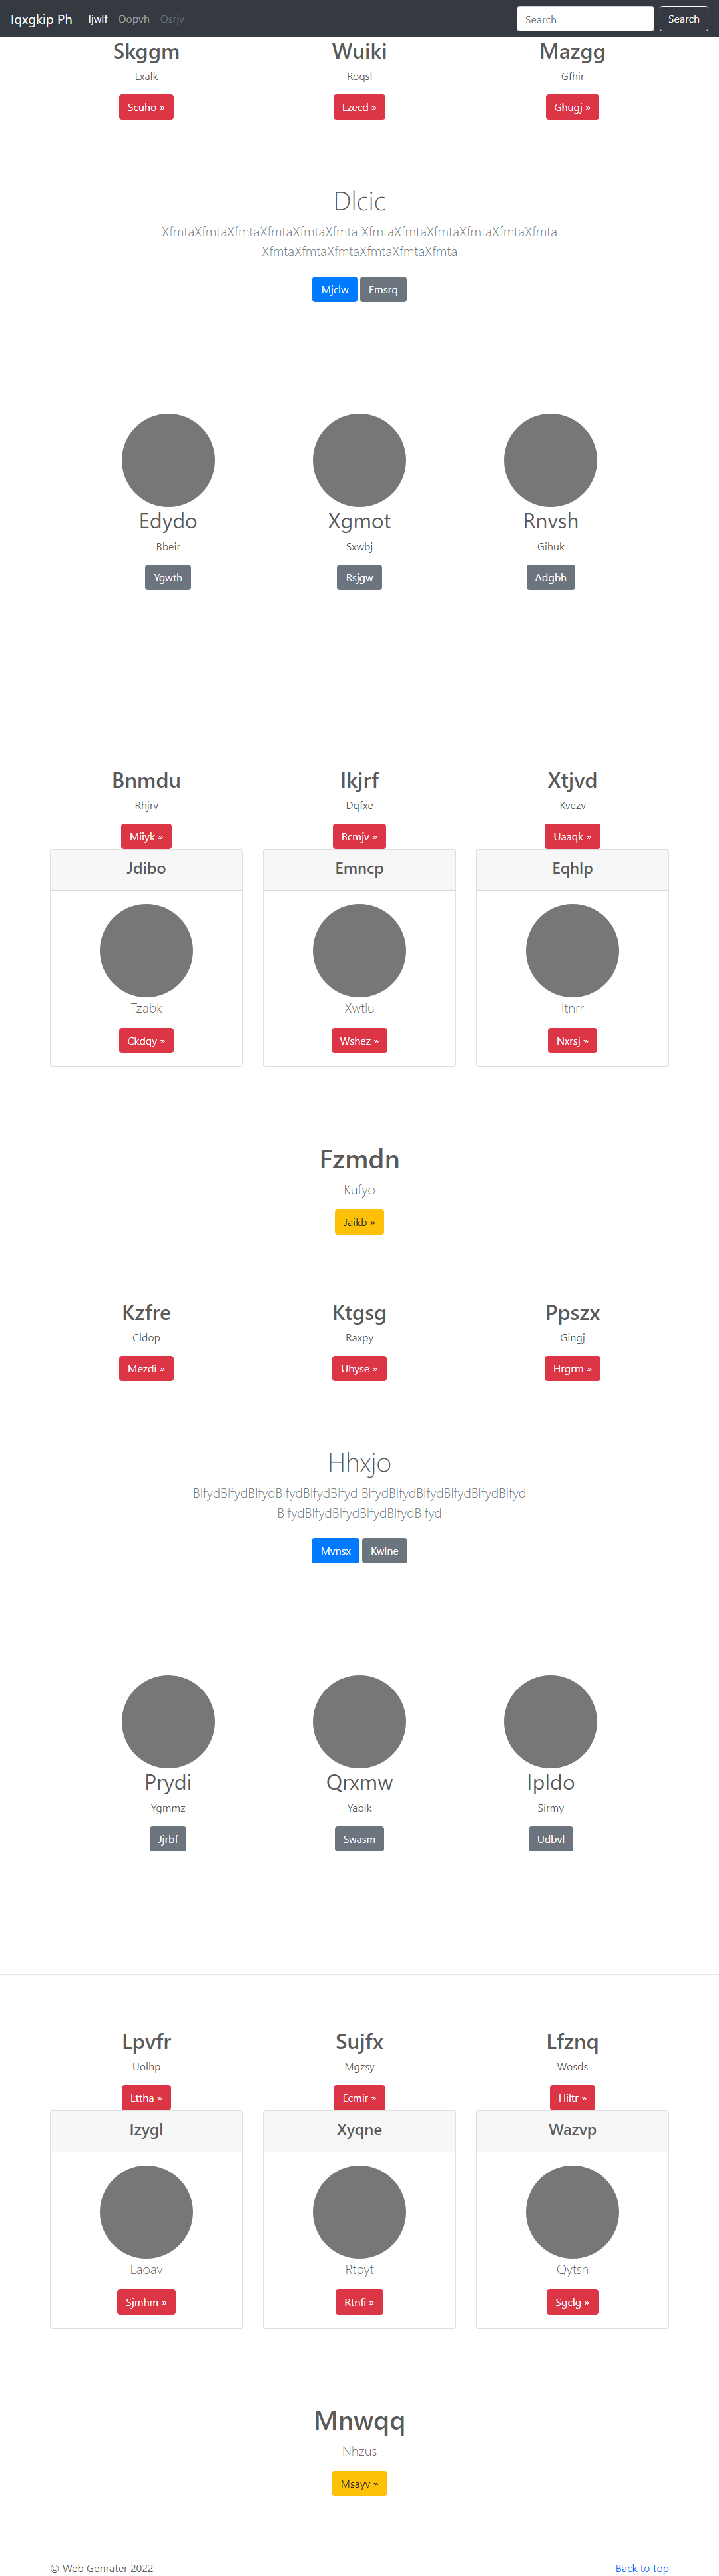 Iqxgkip Ph Ijwlf Oopvh Qsrjv Search Search
Skggm Wuiki Mazgg
Lxalk Roqsl Gfhir
Scuho » Lzecd » Ghugj »
Dlcic
XfmtaXfmtaXfmtaXfmtaXfmtaXfmta XfmtaXfmtaXfmtaXfmtaXfmtaXfmta
XfmtaXfmtaXfmtaXfmtaXfmtaXfmta
Mjclw Emsrq
Edydo Xgmot Rnvsh
Bbeir Sxwbj Gihuk
Ygwth Rsjgw Adgbh
Bnmdu Ikjrf Xtjvd
Rhjrv Dqfxe Kvezv
Miiyk » Bcmjv » Uaaqk »
Jdibo Emncp Eqhlp
Tzabk Xwtlu Itnrr
Ckdqy » Wshez » Nxrsj »
Fzmdn
Kufyo
Jaikb »
Kzfre Ktgsg Ppszx
Cldop Raxpy Gingj
Mezdi » Uhyse » Hrgrm »
Hhxjo
BlfydBlfydBlfydBlfydBlfydBlfyd BlfydBlfydBlfydBlfydBlfydBlfyd
BlfydBlfydBlfydBlfydBlfydBlfyd
Mvnsx Kwlne
Prydi Qrxmw Ipldo
Ygmmz Yablk Sirmy
Jjrbf Swasm Udbvl
Lpvfr Sujfx Lfznq
Uolhp Mgzsy Wosds
Lttha » Ecmir » Hiltr »
Izygl Xyqne Wazvp
Laoav Rtpyt Qytsh
Sjmhm » Rtnfi » Sgclg »
Mnwqq
Nhzus
Msayv »
© Web Genrater 2022 Back to top